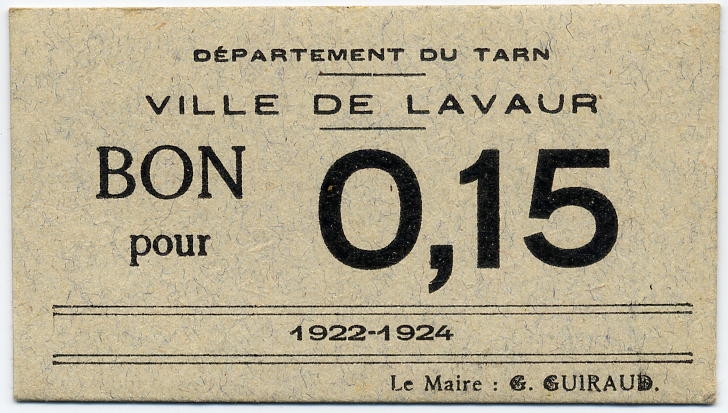 DÉPARTEMENT DU TARN
VILLE DE LAVAUR
BON
pour
0,15
1922-1924
Le Maire : G. GUIRAUD.